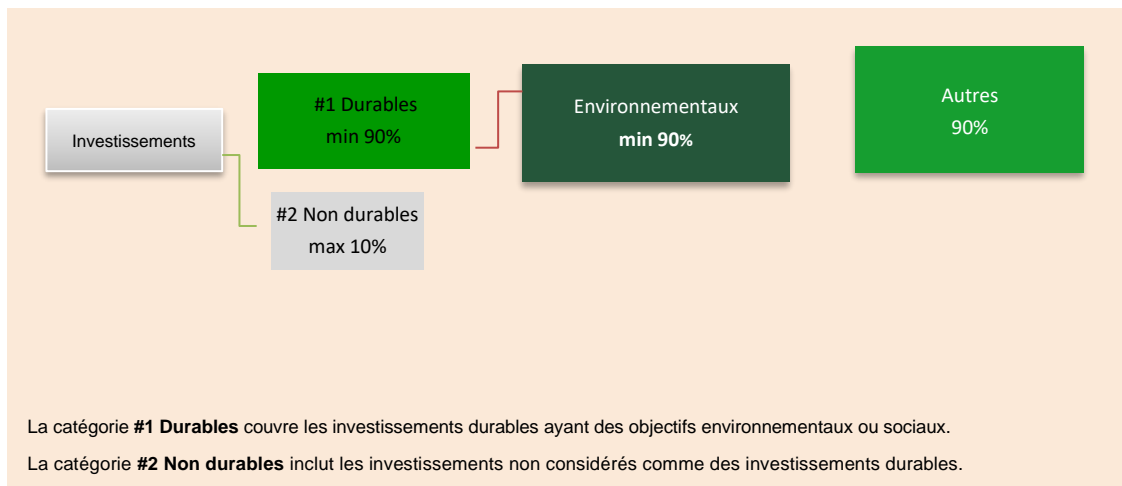 Investissements
#1 Durables
min 90%
#2 Non durables
max 10%
Environnementaux
min 90%
Autres
90%
La catégorie #1 Durables couvre les investissements durables ayant des objectifs environnementaux ou sociaux.
La catégorie #2 Non durables inclut les investissements non considérés comme des investissements durables.